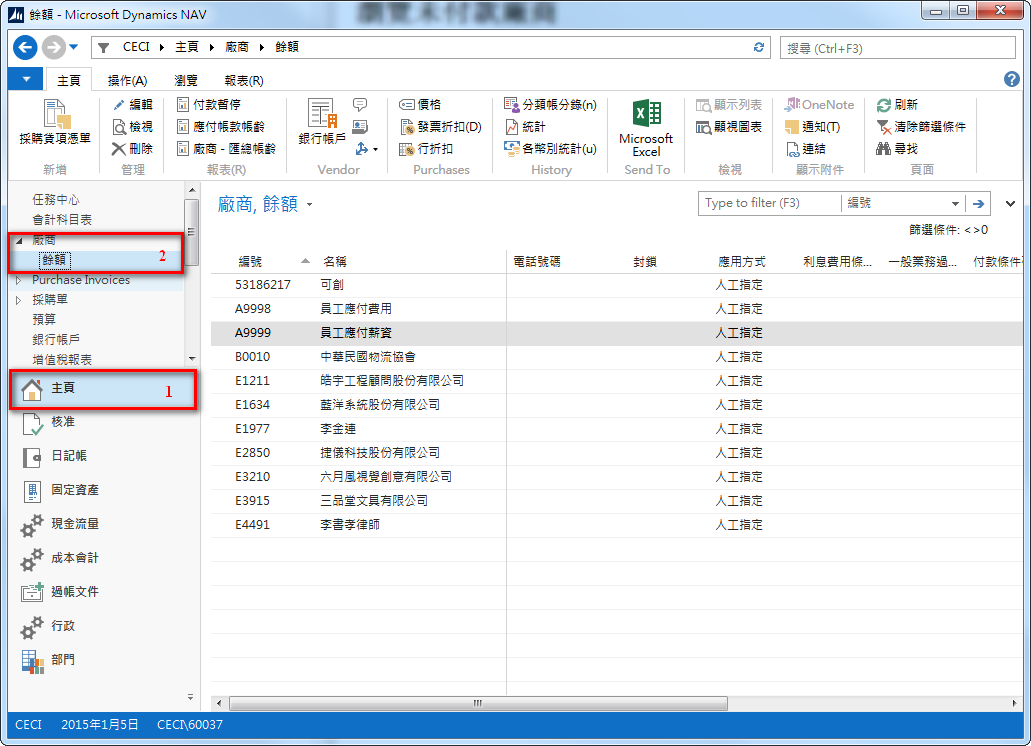 瀏覽未付款廠商
餘額 - Microsoft Dynamics NAV
CECI ▸ 主頁 ▸ 廠商 ▸ 餘額
搜尋 (Ctrl+F3)
主頁 操作(A) 瀏覽 報表(R)
採購貨項憑單
新增
編輯
檢視
刪除
管理
付款暫停
應付帳款帳齡
廠商 - 匯總帳齡
報表(R)
銀行帳戶
Vendor
價格
發票折扣(D)
行折扣
Purchases
分類帳分錄(n)
統計
各幣別統計(u)
History
Microsoft
Excel
Send To
顯示列表
顯視圖表
檢視
OneNote
通知(T)
連結
顯示附件
刷新
清除篩選條件
尋找
頁面
任務中心
會計科目表
廠商
餘額 2
Purchase Invoices
採購單
預算
銀行帳戶
增值稅報表
主頁 1
核准
日記帳
固定資產
現金流量
成本會計
過帳文件
行政
部門
廠商, 餘額
Type to filter (F3) 編號
篩選條件: <>0
編號 名稱 電話號碼 封鎖 應用方式 利息費用條... 一般業務過... 付款條件
53186217 可創 人工指定
A9998 員工應付費用 人工指定
A9999 員工應付薪資 人工指定
B0010 中華民國物流協會 人工指定
E1211 皓宇工程顧問股份有限公司 人工指定
E1634 藍洋系統股份有限公司 人工指定
E1977 李金連 人工指定
E2850 捷儀科技股份有限公司 人工指定
E3210 六月風視覺創意有限公司 人工指定
E3915 三品堂文具有限公司 人工指定
E4491 李書孝律師 人工指定
CECI 2015年1月5日 CECI\60037